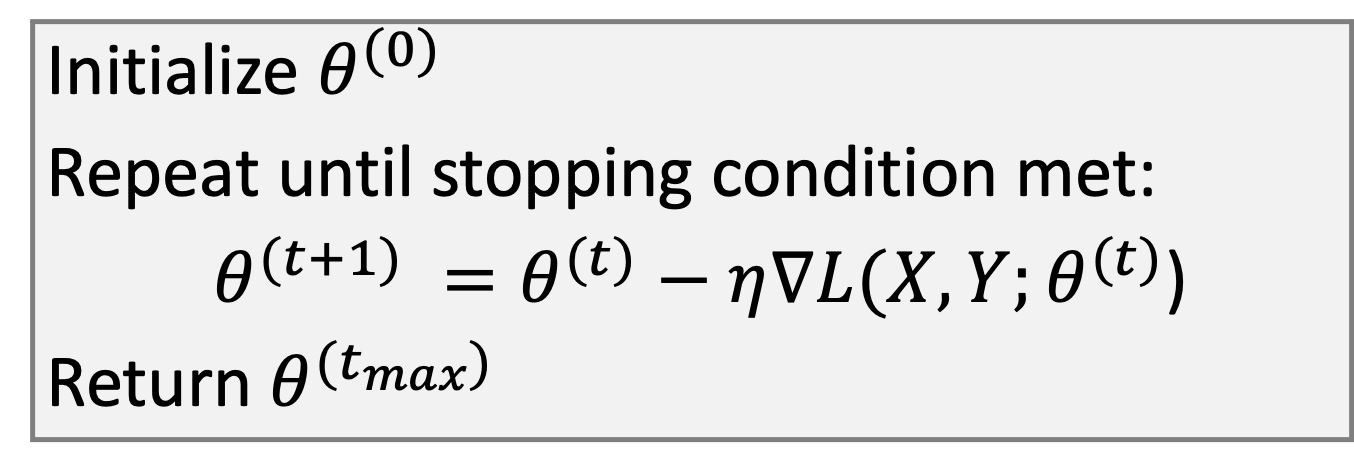 Initialize θ^(0)
Repeat until stopping condition met:
θ^(t+1) = θ^(t) − η∇L(X, Y; θ^(t))
Return θ^(t_max)